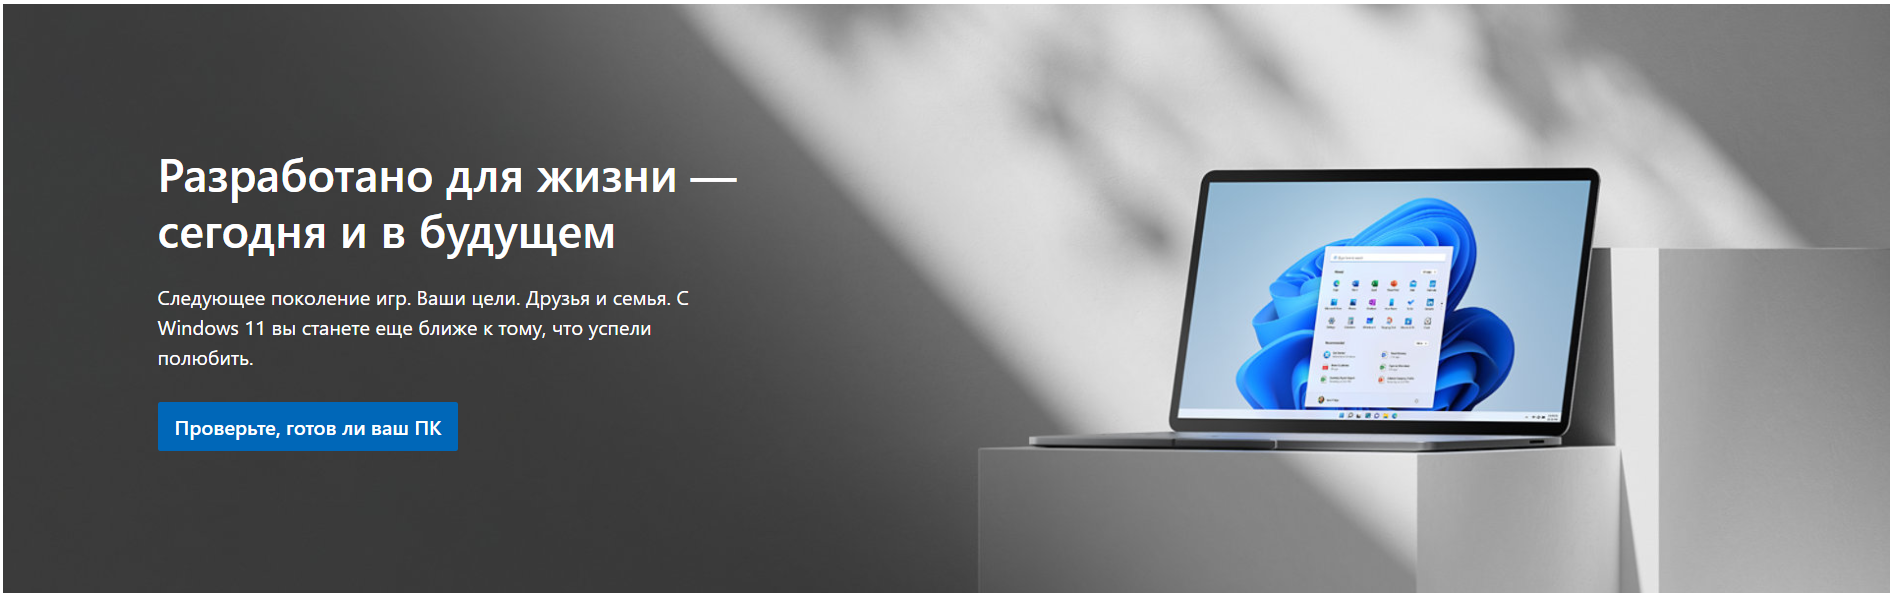 Разработано для жизни —
сегодня и в будущем
Следующее поколение игр. Ваши цели. Друзья и семья. С
Windows 11 вы станете еще ближе к тому, что успели
полюбить.
Проверьте, готов ли ваш ПК